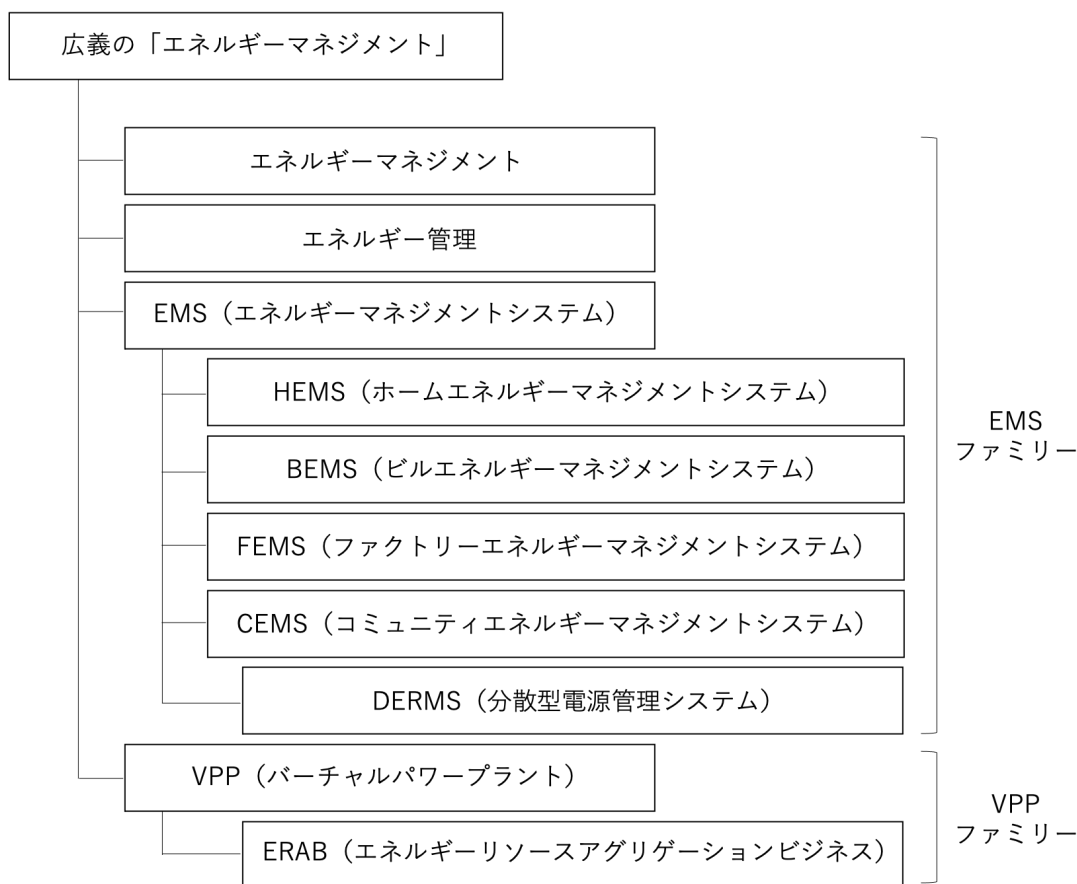 広義の「エネルギーマネジメント」
エネルギーマネジメント
エネルギー管理
EMS（エネルギーマネジメントシステム）
HEMS（ホームエネルギーマネジメントシステム）
BEMS（ビルエネルギーマネジメントシステム）
FEMS（ファクトリーエネルギーマネジメントシステム）
CEMS（コミュニティエネルギーマネジメントシステム）
DERMS（分散型電源管理システム）
EMS
ファミリー
VPP（バーチャルパワープラント）
ERAB（エネルギーリソースアグリゲーションビジネス）
VPP
ファミリー